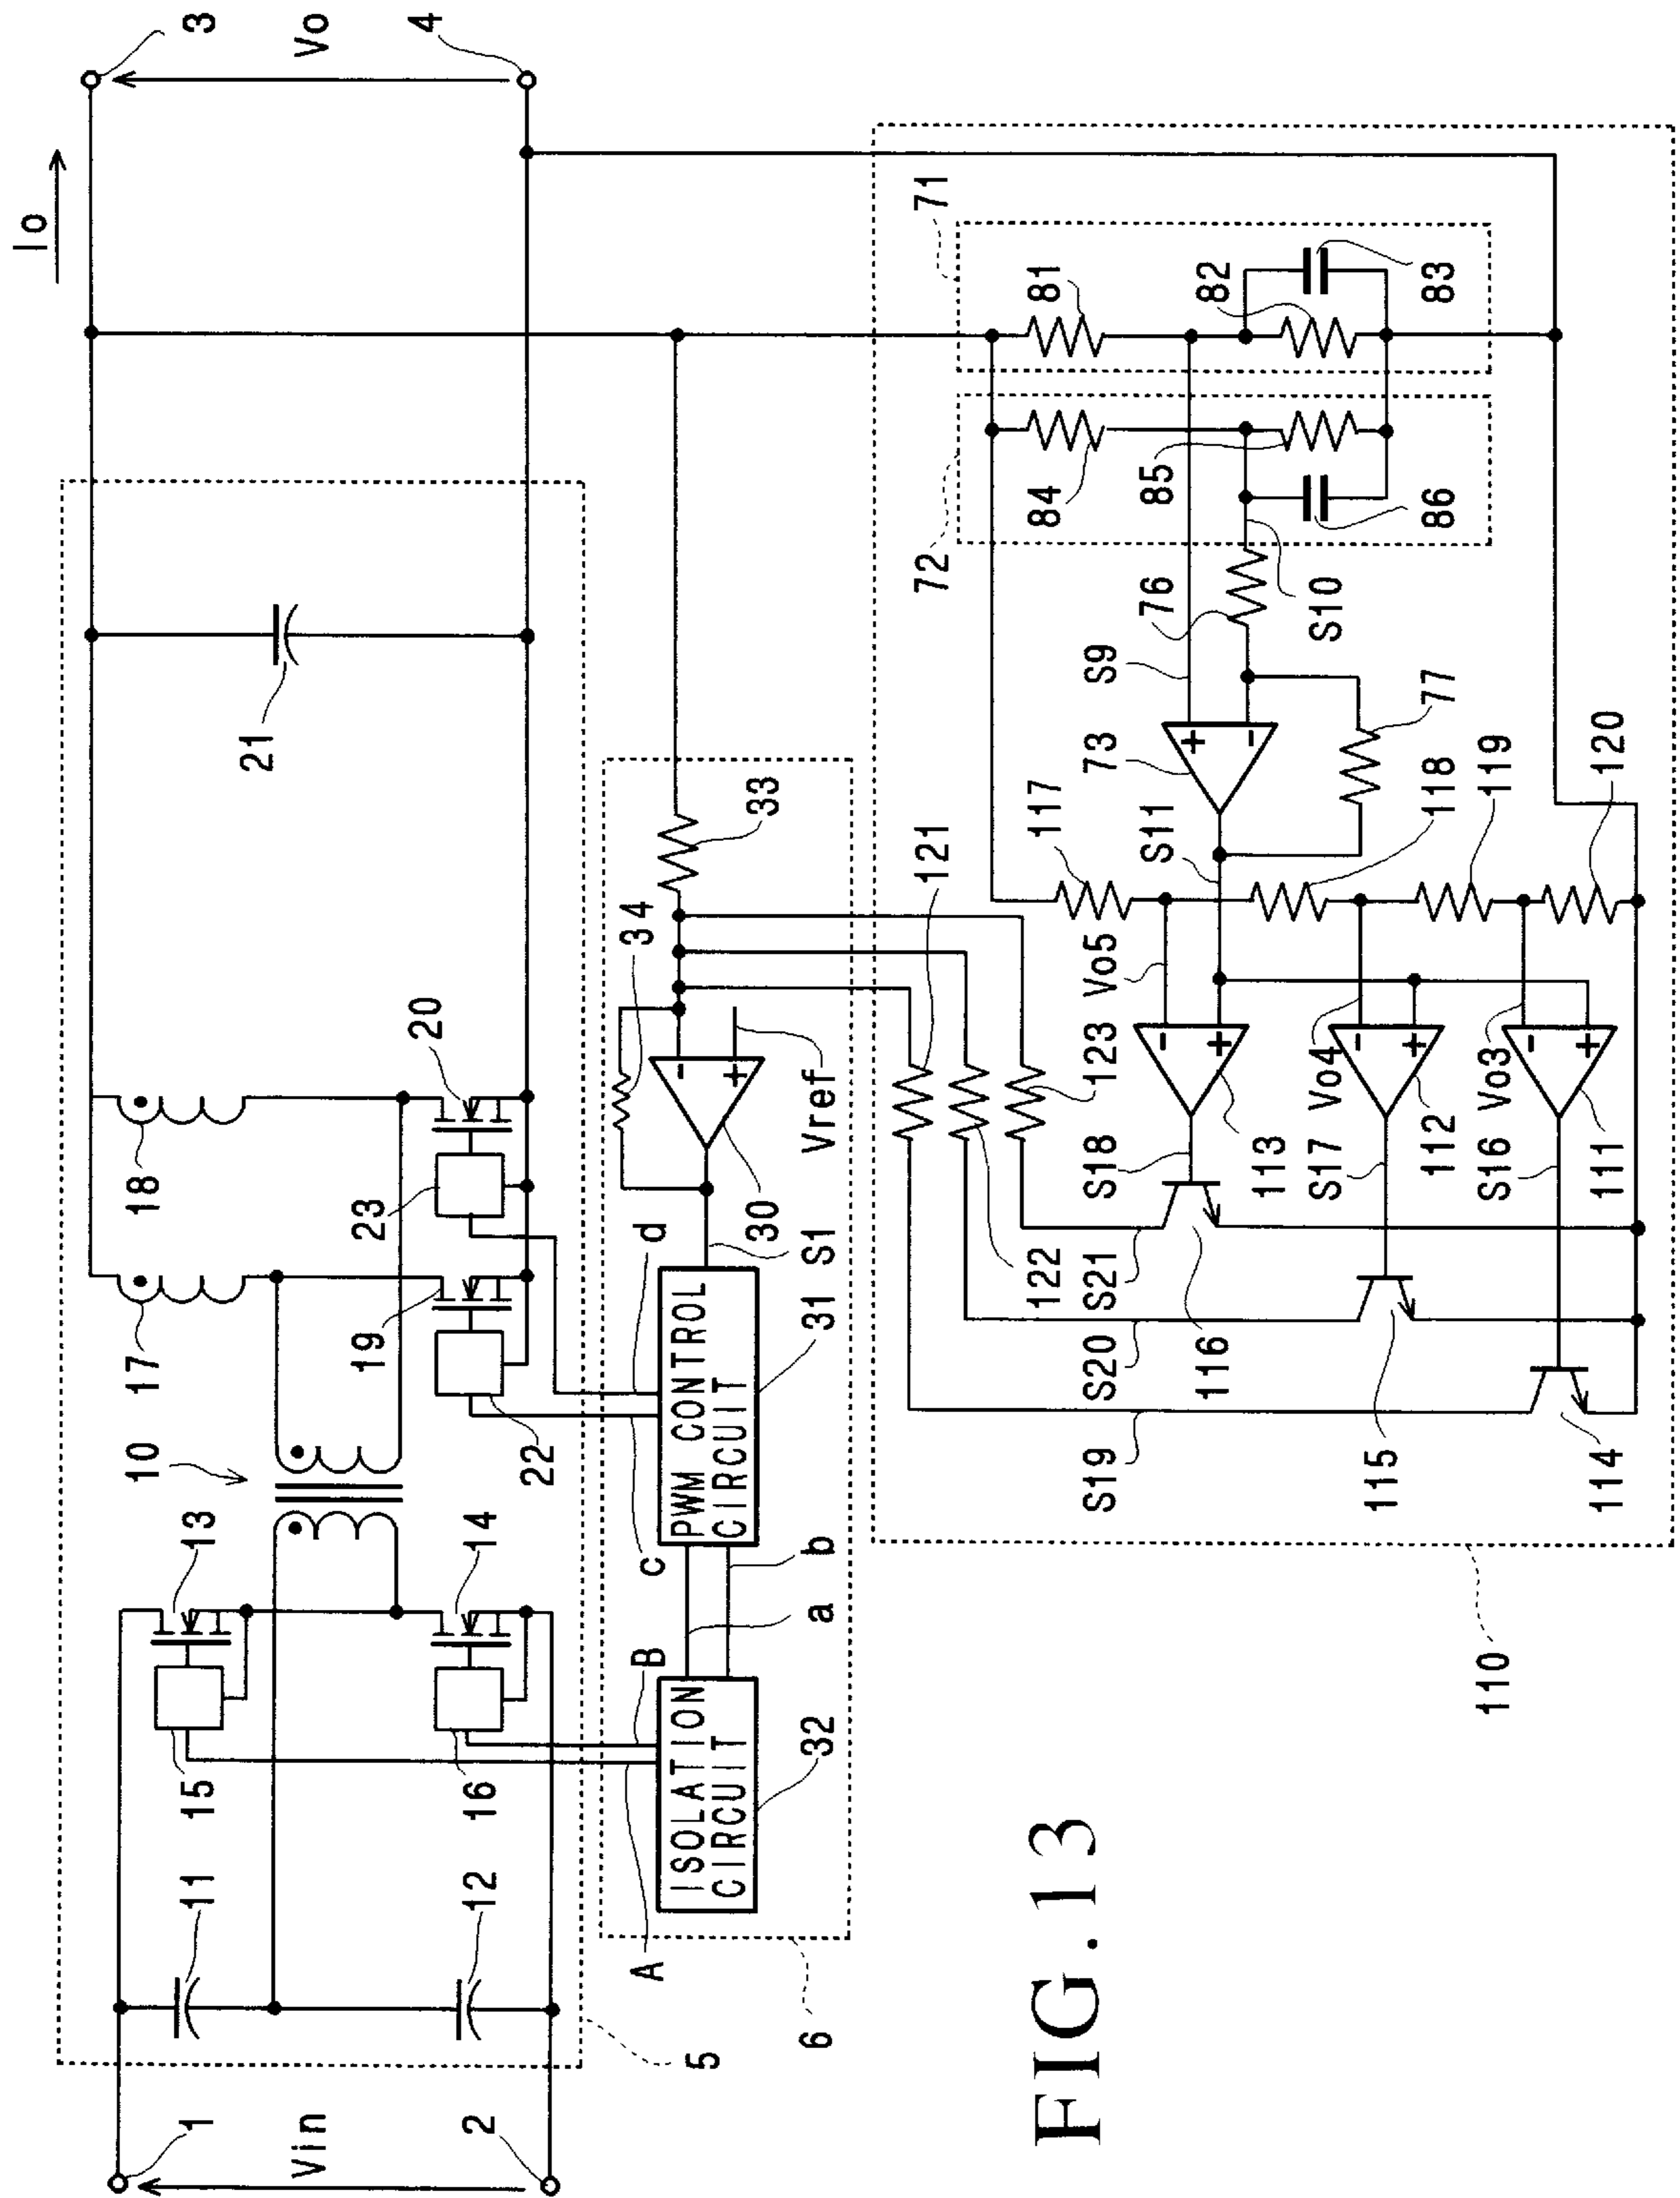 Io
3
Vo
4
10
17
18
21
1
Vin
2
11
12
13
14
15
16
19
20
22
23
5
6
A
B
a
b
c
d
ISOLATION
CIRCUIT
32
PWM CONTROL
CIRCUIT
31
S1
30
Vref
34
33
71
72
81
82
83
84
85
86
76
S10
S9
73
77
S11
117
118
119
120
121
122
123
Vo5
Vo4
Vo3
S18
113
S17
112
S16
111
S21
116
S20
115
S19
114
110
FIG.13